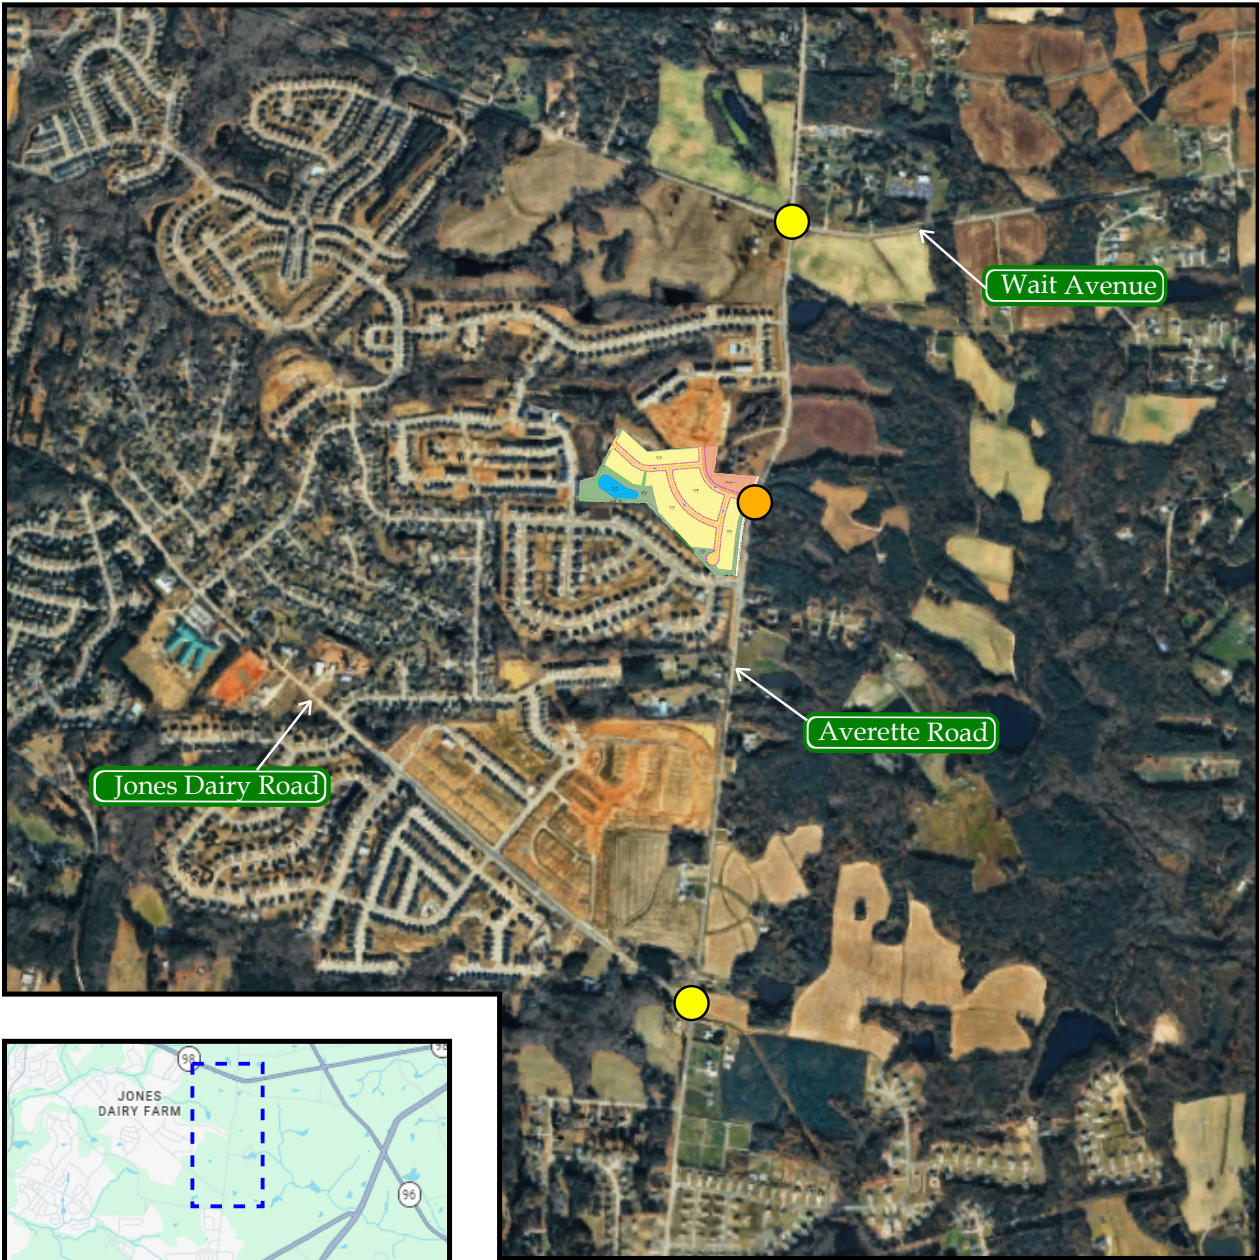 Wait Avenue
Averette Road
Jones Dairy Road
98
JONES
DAIRY FARM
96